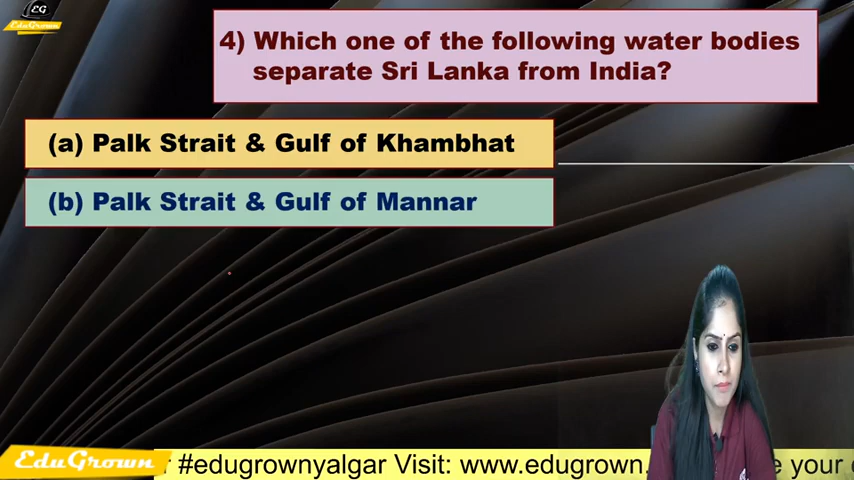 EG
EduGrown
4) Which one of the following water bodies
separate Sri Lanka from India?
(a) Palk Strait & Gulf of Khambhat
(b) Palk Strait & Gulf of Mannar
EduGrown
#edugrownyalgar Visit: www.edugrown. your